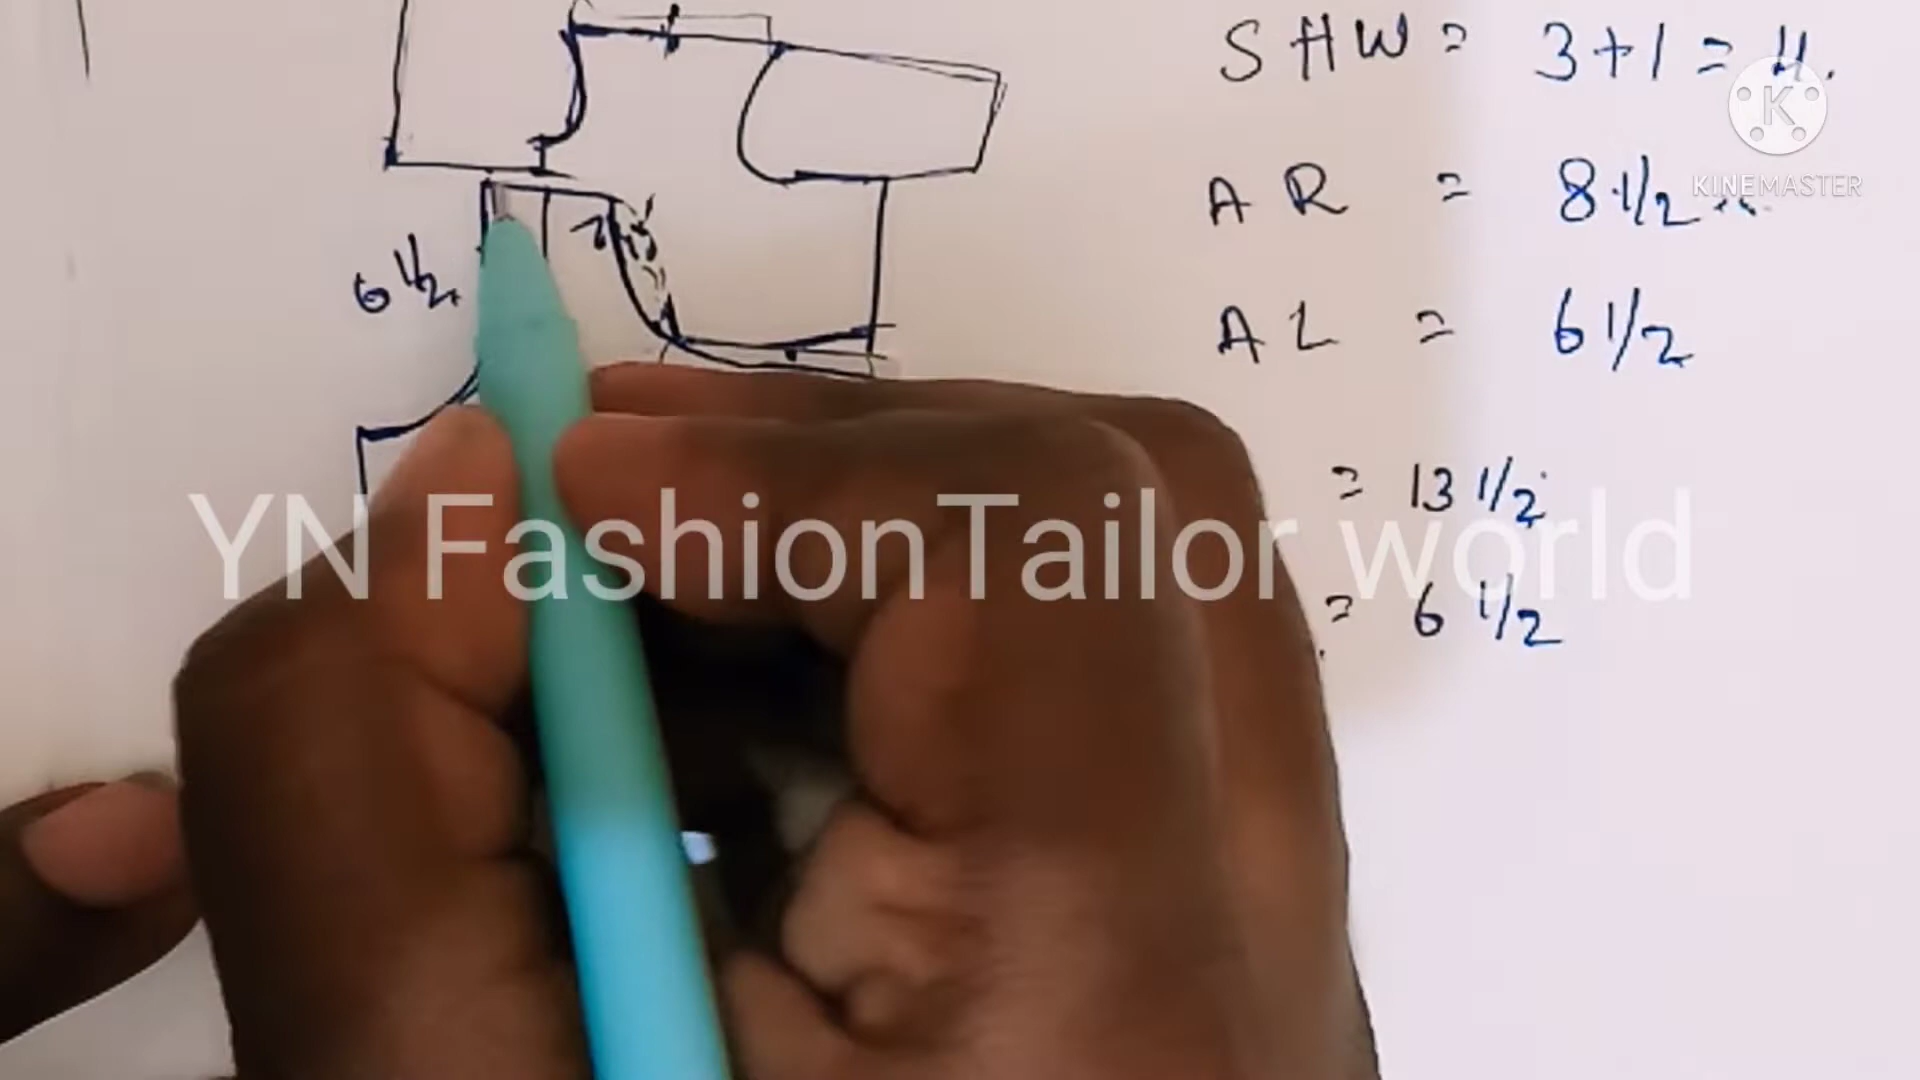 SHW = 3+1 = 4.
KINEMASTER
AR = 8 1/2
6 1/2
AL = 6 1/2
= 13 1/2
YN FashionTailor world
= 6 1/2